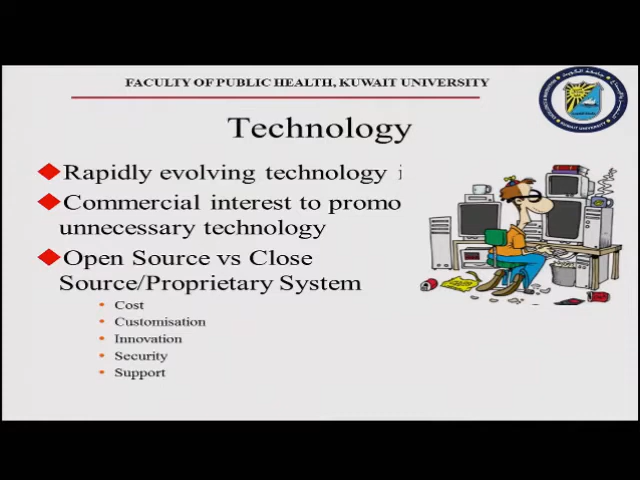 FACULTY OF PUBLIC HEALTH, KUWAIT UNIVERSITY
Technology
Rapidly evolving technology i
Commercial interest to promo
unnecessary technology
Open Source vs Close
Source/Proprietary System
Cost
Customisation
Innovation
Security
Support